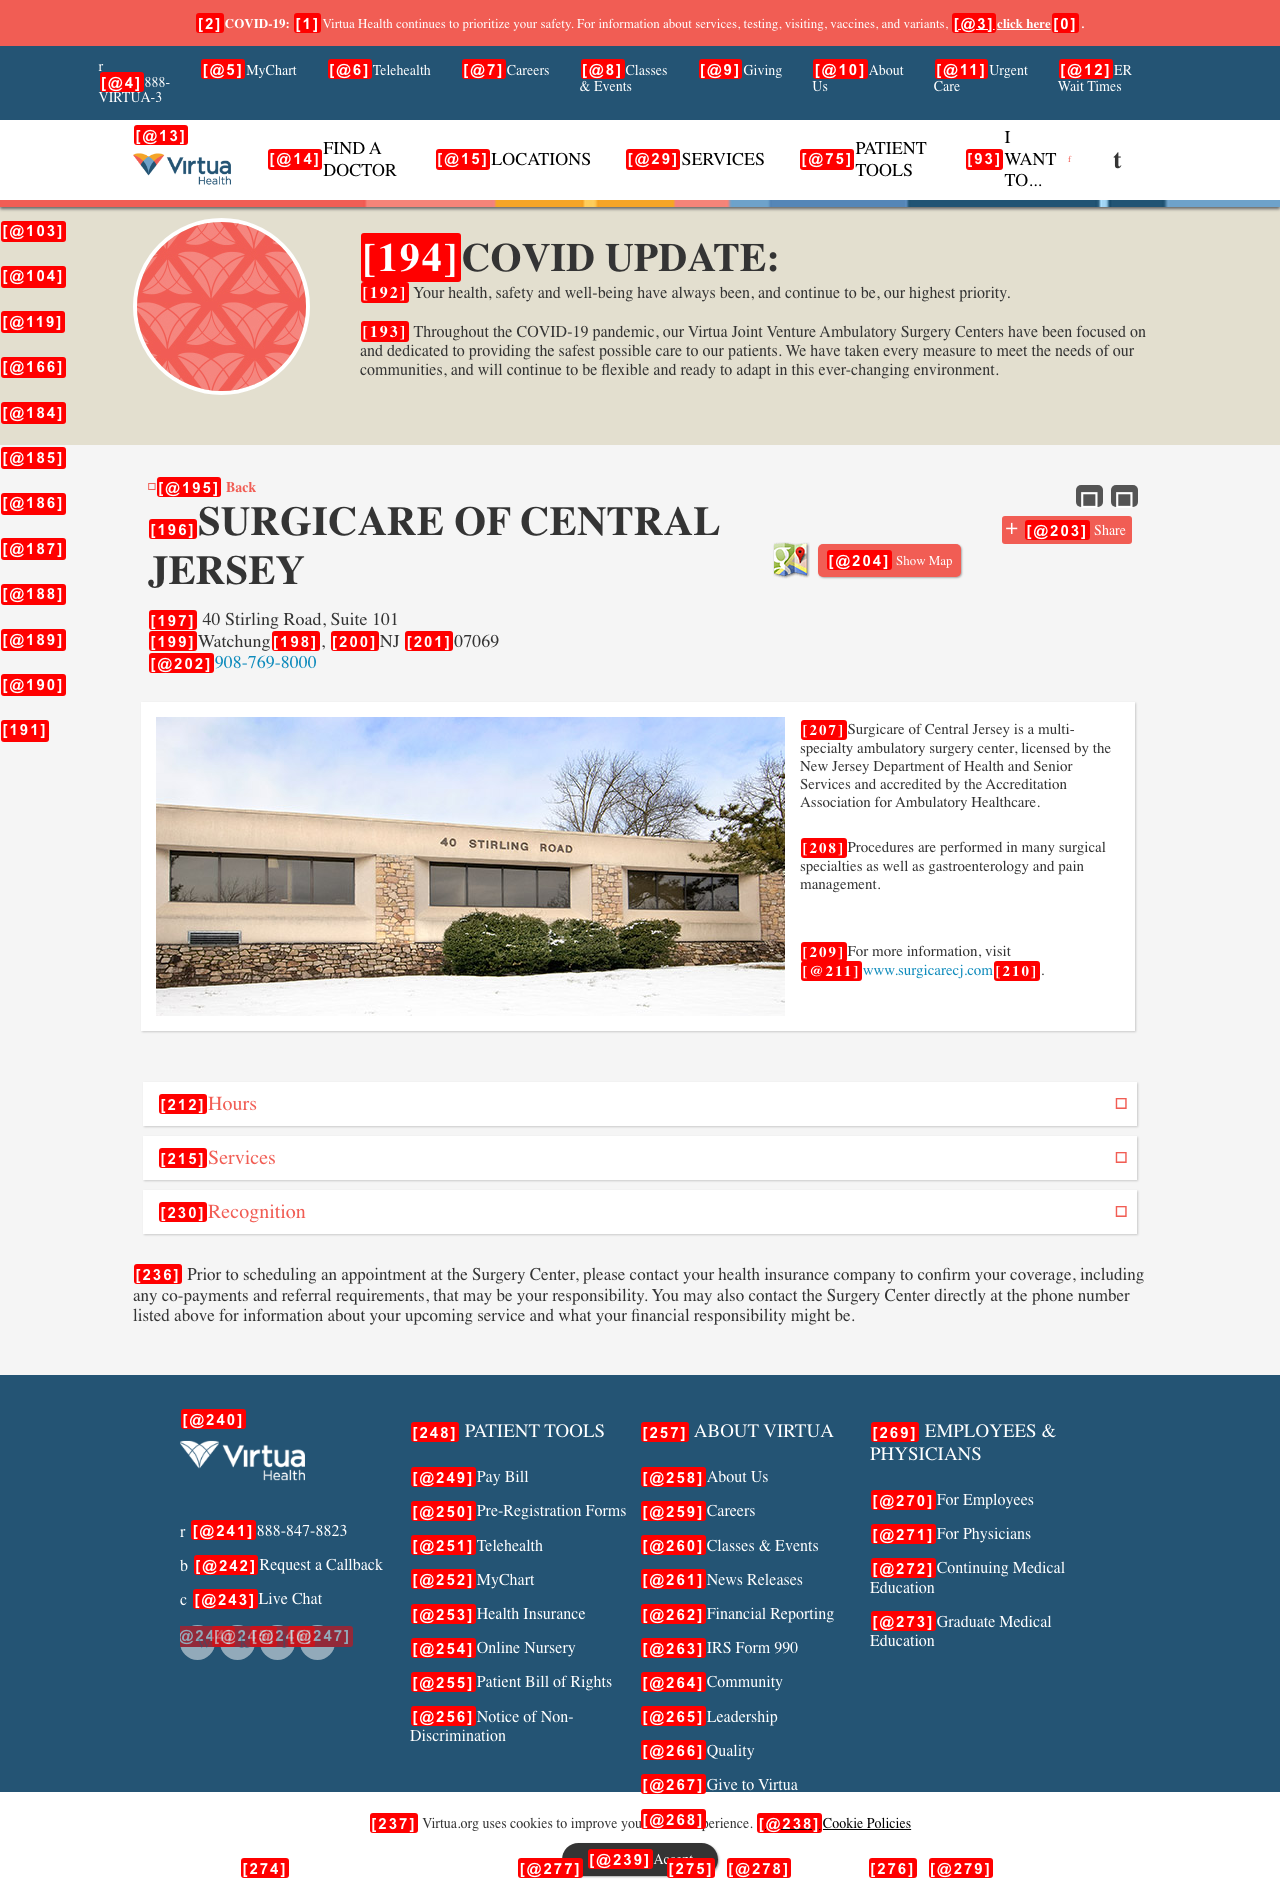 [2] COVID-19: [1] Virtua Health continues to prioritize your safety. For information about services, testing, visiting, vaccines, and variants, [@3] click here [0] .
r [@4] 888-VIRTUA-3
[@5] MyChart
[@6] Telehealth
[@7] Careers
[@8] Classes & Events
[@9] Giving
[@10] About Us
[@11] Urgent Care
[@12] ER Wait Times
[@13]
Virtua Health
[@14] FIND A DOCTOR
[@15] LOCATIONS
[@29] SERVICES
[@75] PATIENT TOOLS
[93] I WANT TO...
f
t
[@103]
[@104]
[@119]
[@166]
[@184]
[@185]
[@186]
[@187]
[@188]
[@189]
[@190]
[191]
[194]COVID UPDATE:
[192] Your health, safety and well-being have always been, and continue to be, our highest priority.
[193] Throughout the COVID-19 pandemic, our Virtua Joint Venture Ambulatory Surgery Centers have been focused on
and dedicated to providing the safest possible care to our patients. We have taken every measure to meet the needs of our
communities, and will continue to be flexible and ready to adapt in this ever-changing environment.
[@195] Back
[196]SURGICARE OF CENTRAL
JERSEY
+ [@203] Share
[@204] Show Map
[197] 40 Stirling Road, Suite 101
[199]Watchung[198], [200]NJ [201]07069
[@202]908-769-8000
40 STIRLING ROAD
[207]Surgicare of Central Jersey is a multi-
specialty ambulatory surgery center, licensed by the
New Jersey Department of Health and Senior
Services and accredited by the Accreditation
Association for Ambulatory Healthcare.
[208]Procedures are performed in many surgical
specialties as well as gastroenterology and pain
management.
[209]For more information, visit
[@211]www.surgicarecj.com[210].
[212]Hours
[215]Services
[230]Recognition
[236] Prior to scheduling an appointment at the Surgery Center, please contact your health insurance company to confirm your coverage, including
any co-payments and referral requirements, that may be your responsibility. You may also contact the Surgery Center directly at the phone number
listed above for information about your upcoming service and what your financial responsibility might be.
[@240]
Virtua Health
r [@241] 888-847-8823
b [@242] Request a Callback
c [@243] Live Chat
[@247]
[248] PATIENT TOOLS
[@249] Pay Bill
[@250] Pre-Registration Forms
[@251] Telehealth
[@252] MyChart
[@253] Health Insurance
[@254] Online Nursery
[@255] Patient Bill of Rights
[@256] Notice of Non-
Discrimination
[257] ABOUT VIRTUA
[@258] About Us
[@259] Careers
[@260] Classes & Events
[@261] News Releases
[@262] Financial Reporting
[@263] IRS Form 990
[@264] Community
[@265] Leadership
[@266] Quality
[@267] Give to Virtua
[@268]
[269] EMPLOYEES &
PHYSICIANS
[@270] For Employees
[@271] For Physicians
[@272] Continuing Medical
Education
[@273] Graduate Medical
Education
[237] Virtua.org uses cookies to improve [@238] Cookie Policies
[@239] Accept
[274]
[@277]
[275]
[@278]
[276]
[@279]